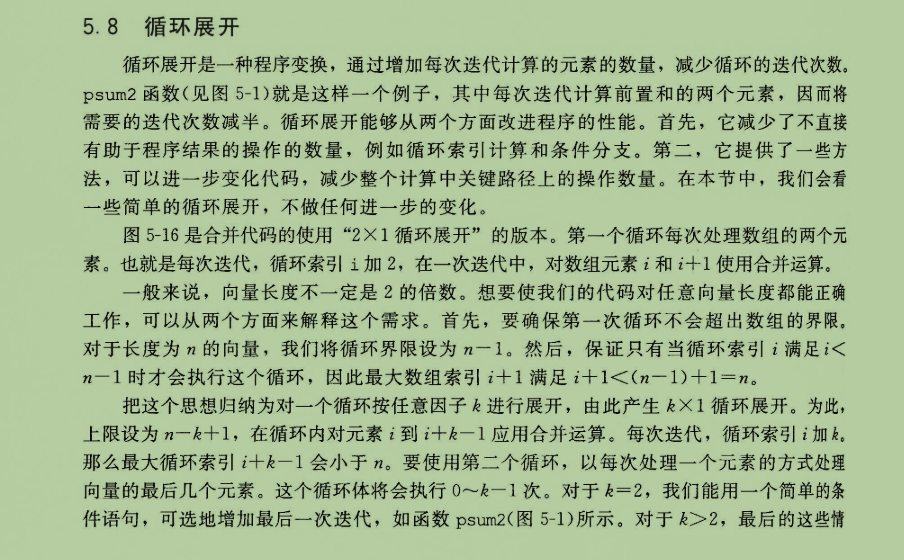 5.8 循环展开
循环展开是一种程序变换，通过增加每次迭代计算的元素的数量，减少循环的迭代次数。
psum2 函数(见图 5-1)就是这样一个例子，其中每次迭代计算前置和的两个元素，因而将
需要的迭代次数减半。循环展开能够从两个方面改进程序的性能。首先，它减少了不直接
有助于程序结果的操作的数量，例如循环索引计算和条件分支。第二，它提供了一些方
法，可以进一步变化代码，减少整个计算中关键路径上的操作数量。在本节中，我们会看
一些简单的循环展开，不做任何进一步的变化。
图 5-16 是合并代码的使用“2×1 循环展开”的版本。第一个循环每次处理数组的两个元
素。也就是每次迭代，循环索引 i 加 2，在一次迭代中，对数组元素 i 和 i+1 使用合并运算。
一般来说，向量长度不一定是 2 的倍数。想要使我们的代码对任意向量长度都能正确
工作，可以从两个方面来解释这个需求。首先，要确保第一次循环不会超出数组的界限。
对于长度为 n 的向量，我们将循环界限设为 n−1。然后，保证只有当循环索引 i 满足 i<
n−1 时才会执行这个循环，因此最大数组索引 i+1 满足 i+1<(n−1)+1=n。
把这个思想归纳为对一个循环按任意因子 k 进行展开，由此产生 k×1 循环展开。为此，
上限设为 n−k+1，在循环内对元素 i 到 i+k−1 应用合并运算。每次迭代，循环索引 i 加 k。
那么最大循环索引 i+k−1 会小于 n。要使用第二个循环，以每次处理一个元素的方式处理
向量的最后几个元素。这个循环体将会执行 0～k−1 次。对于 k=2，我们能用一个简单的条
件语句，可选地增加最后一次迭代，如函数 psum2(图 5-1)所示。对于 k>2，最后的这些情